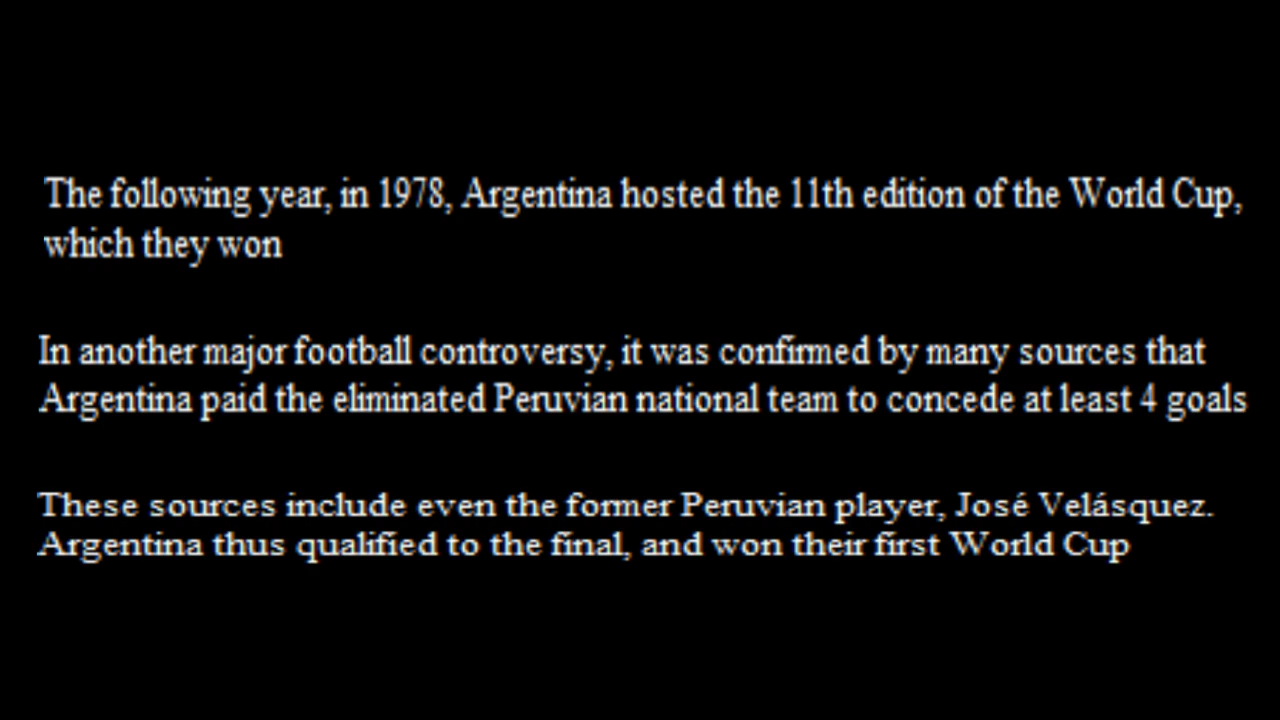 The following year, in 1978, Argentina hosted the 11th edition of the World Cup,
which they won
In another major football controversy, it was confirmed by many sources that
Argentina paid the eliminated Peruvian national team to concede at least 4 goals
These sources include even the former Peruvian player, José Velásquez.
Argentina thus qualified to the final, and won their first World Cup